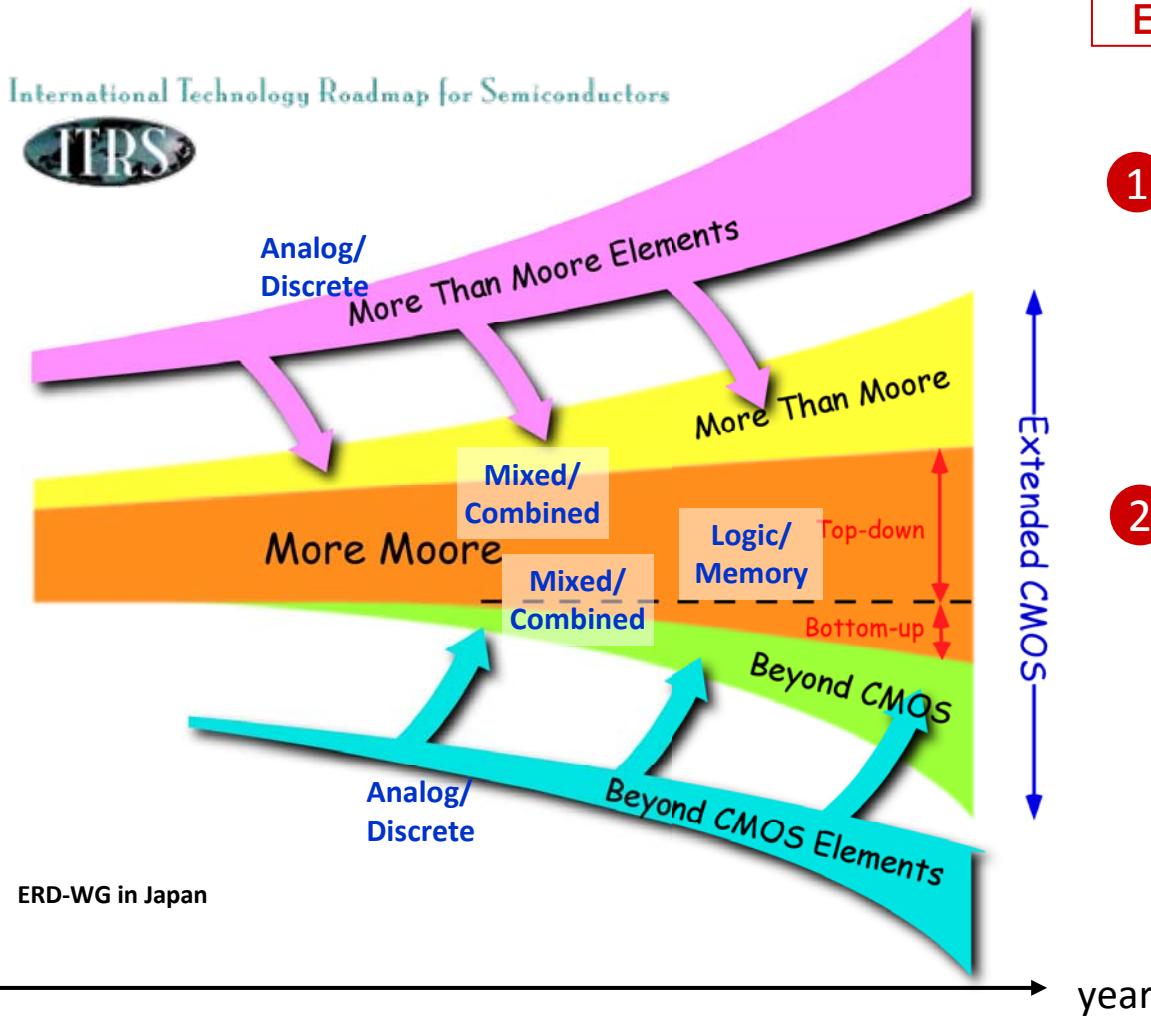 E
International Technology Roadmap for Semiconductors
ITRS
1
Analog/
Discrete
More Than Moore Elements
More Than Moore
Extended CMOS
Mixed/
Combined
2
More Moore
Logic/
Memory
Top-down
Mixed/
Combined
Bottom-up
Beyond CMOS
Analog/
Discrete
Beyond CMOS Elements
ERD-WG in Japan
year